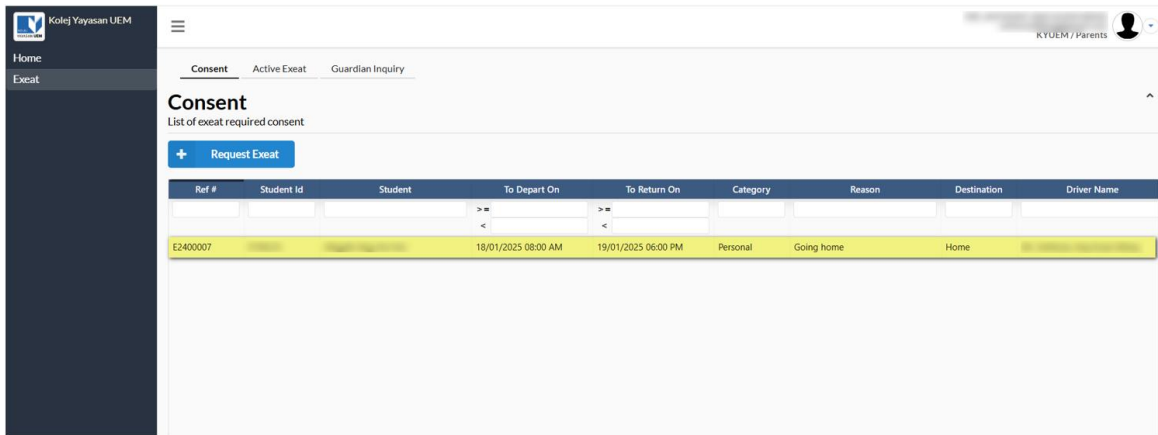 Kolej Yayasan UEM
KYUEM / Parents
Home
Exeat
Consent Active Exeat Guardian Inquiry
Consent
List of exeat required consent
+ Request Exeat
Ref # Student Id Student To Depart On To Return On Category Reason Destination Driver Name
>= >=
< <
E2400007 18/01/2025 08:00 AM 19/01/2025 06:00 PM Personal Going home Home